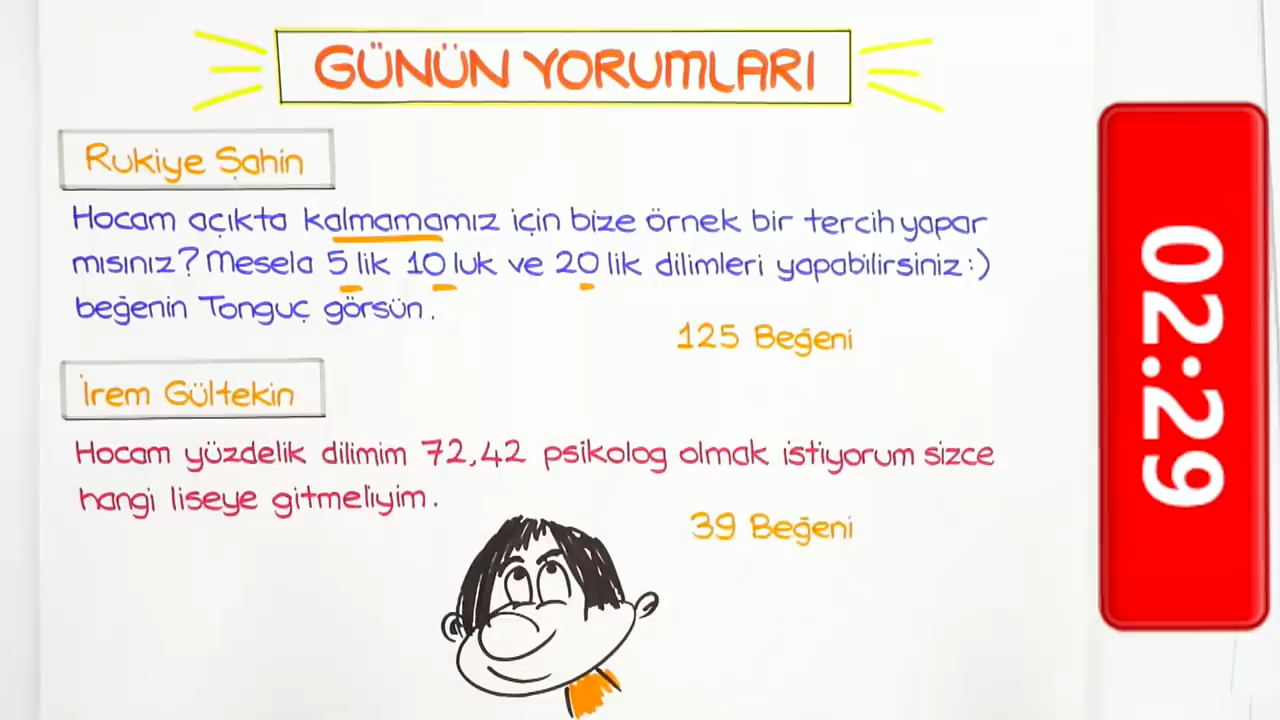 GÜNÜN YORUMLARI
Rukiye Şahin
Hocam açıkta kalmamamız için bize örnek bir tercih yapar
mısınız? Mesela 5 lik 10 luk ve 20 lik dilimleri yapabilirsiniz :)
beğenin Tonguç görsün.
125 Beğeni
İrem Gültekin
Hocam yüzdelik dilimim 72,42 psikolog olmak istiyorum sizce
hangi liseye gitmeliyim.
39 Beğeni
02:29